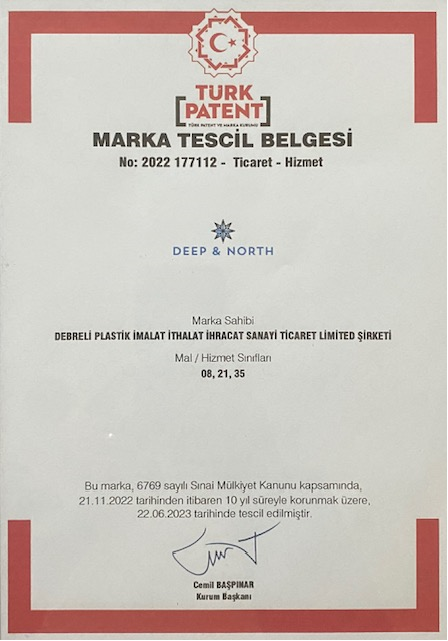 TÜRK
PATENT
TÜRK PATENT VE MARKA KURUMU
MARKA TESCİL BELGESİ
No: 2022 177112 - Ticaret - Hizmet
DEEP & NORTH
Marka Sahibi
DEBRELİ PLASTİK İMALAT İTHALAT İHRACAT SANAYİ TİCARET LİMİTED ŞİRKETİ
Mal / Hizmet Sınıfları
08, 21, 35
Bu marka, 6769 sayılı Sınai Mülkiyet Kanunu kapsamında,
21.11.2022 tarihinden itibaren 10 yıl süreyle korunmak üzere,
22.06.2023 tarihinde tescil edilmiştir.
Cemil BAŞPINAR
Kurum Başkanı